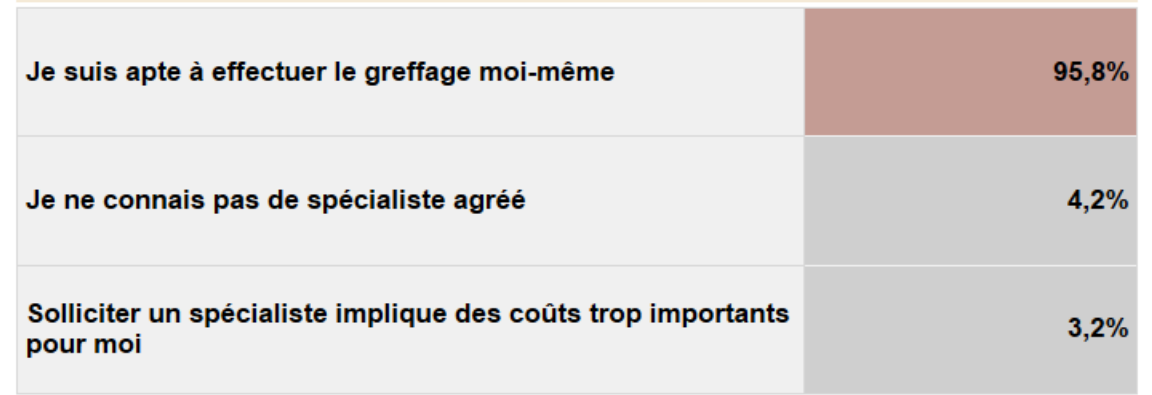 Je suis apte à effectuer le greffage moi-même 95,8%
Je ne connais pas de spécialiste agréé 4,2%
Solliciter un spécialiste implique des coûts trop importants
pour moi 3,2%